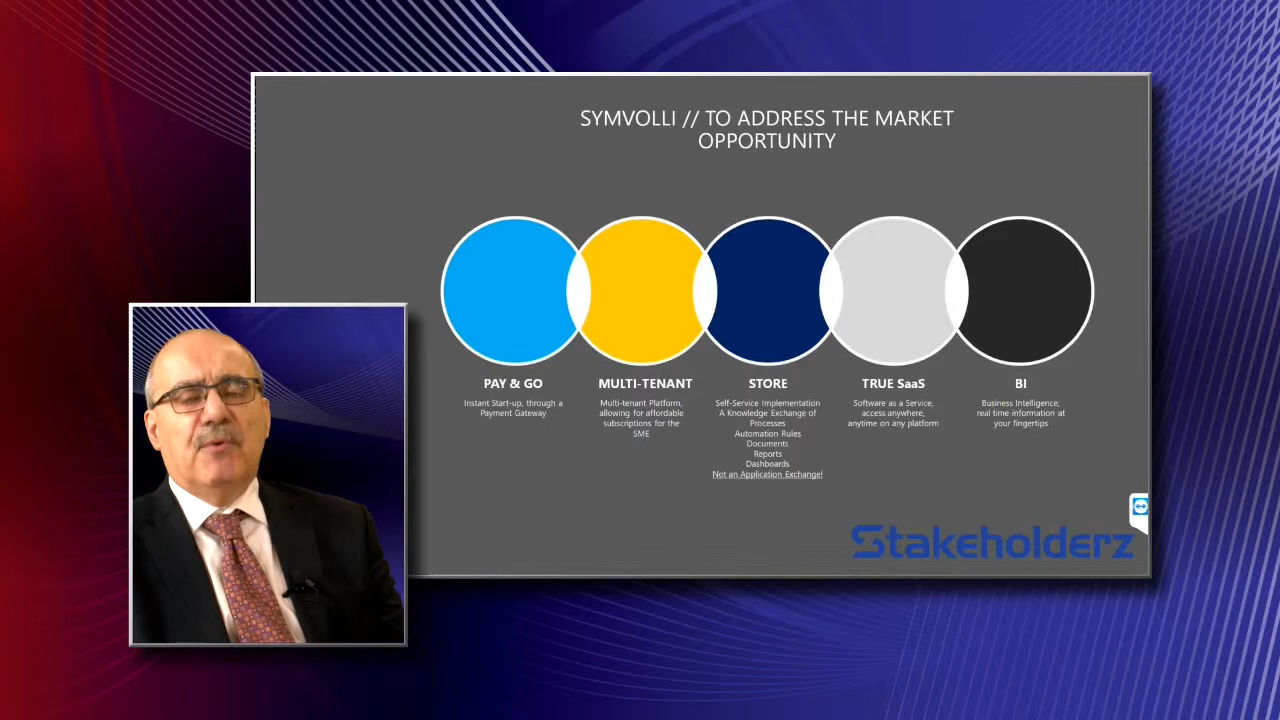 SYMVOLLI // TO ADDRESS THE MARKET
OPPORTUNITY
PAY & GO
Instant Start-up, through a
Payment Gateway
MULTI-TENANT
Multi-tenant Platform,
allowing for affordable
subscriptions for the
SME
STORE
Self-Service Implementation
A Knowledge Exchange of
Processes
Automation Rules
Documents
Reports
Dashboards
Not an Application Exchange!
TRUE SaaS
Software as a Service,
access anywhere,
anytime on any platform
BI
Business Intelligence,
real time information at
your fingertips
Stakeholderz